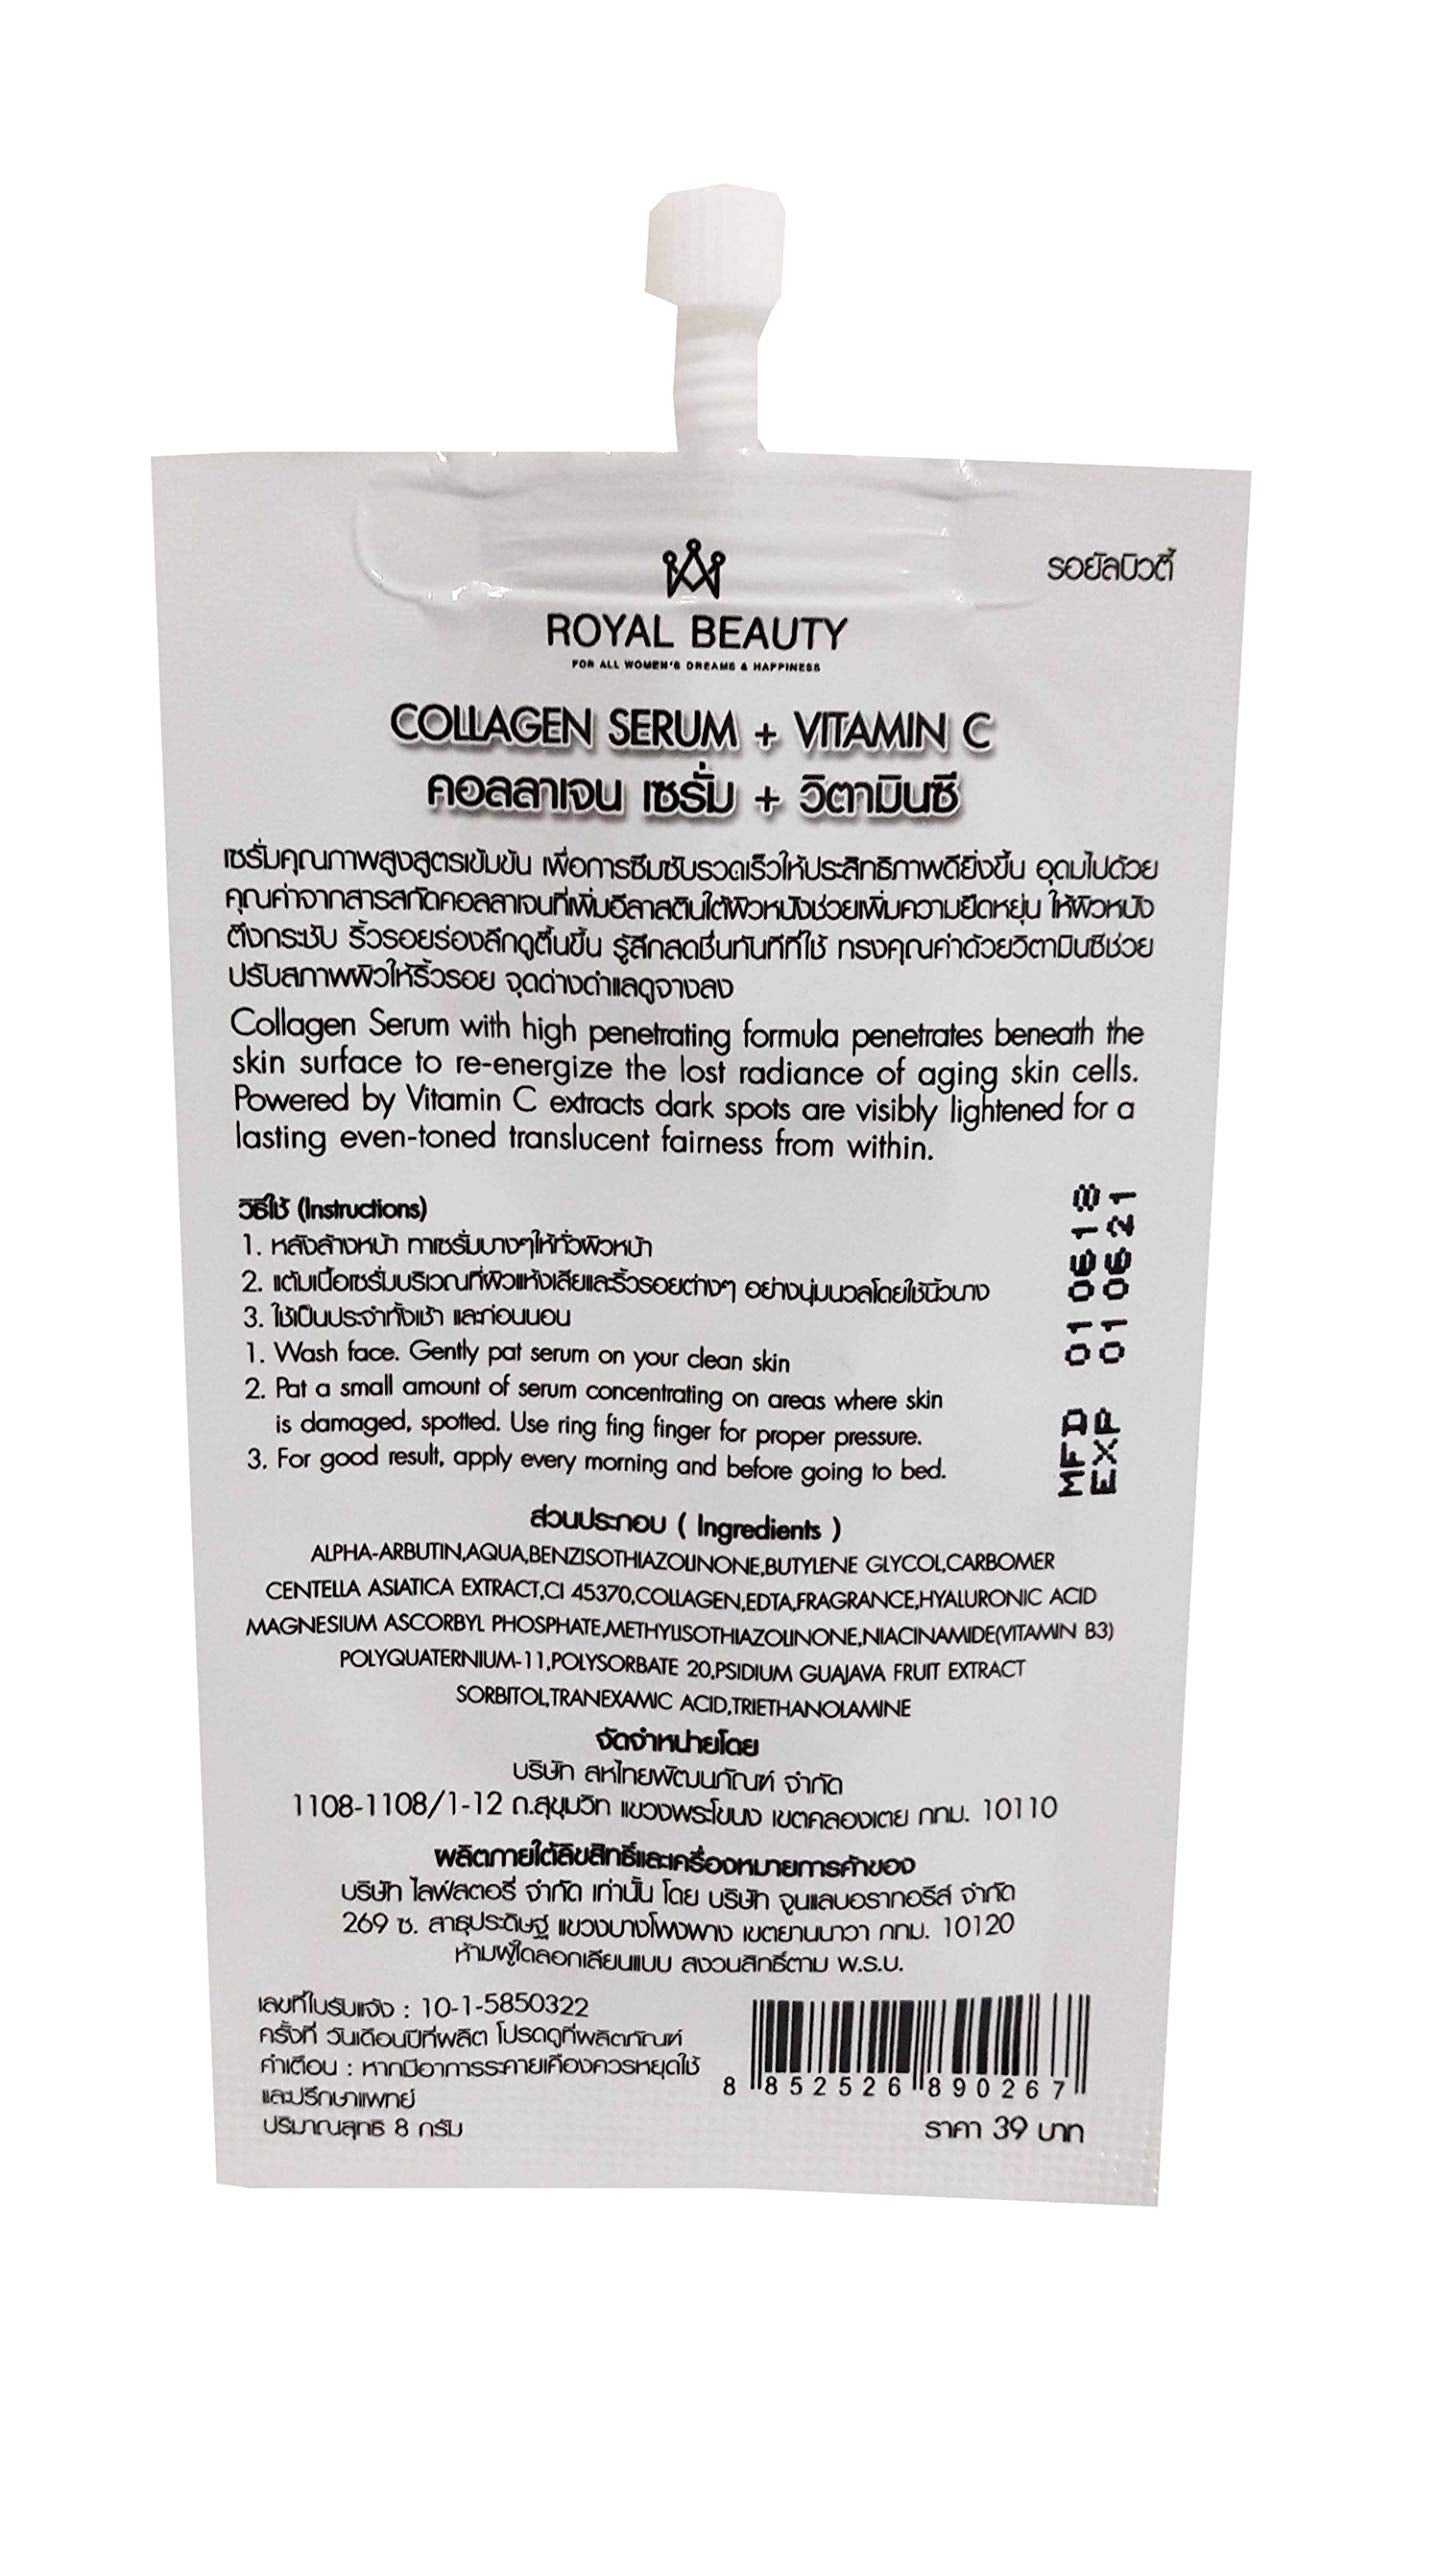 รอยัลบิวตี้
ROYAL BEAUTY
FOR ALL WOMEN'S DREAMS & HAPPINESS
COLLAGEN SERUM + VITAMIN C
คอลลาเจน เซรั่ม + วิตามินซี
เซรั่มคุณภาพสูงสูตรเข้มข้น เพื่อการซึมซับรวดเร็วให้ประสิทธิภาพดียิ่งขึ้น อุดมไปด้วย
คุณค่าจากสารสกัดคอลลาเจนที่เพิ่มอีลาสตินใต้ผิวหนังช่วยเพิ่มความยืดหยุ่น ให้ผิวหนัง
ตึงกระชับ ริ้วรอยร่องลึกดูตื้นขึ้น รู้สึกสดชื่นทันทีที่ใช้ ทรงคุณค่าด้วยวิตามินซีช่วย
ปรับสภาพผิวให้ริ้วรอย จุดด่างดำแลดูจางลง
Collagen Serum with high penetrating formula penetrates beneath the
skin surface to re-energize the lost radiance of aging skin cells.
Powered by Vitamin C extracts dark spots are visibly lightened for a
lasting even-toned translucent fairness from within.
วิธีใช้ (Instructions)
1. หลังล้างหน้า ทาเซรั่มบางๆให้ทั่วผิวหน้า
2. แต้มเนื้อเซรั่มบริเวณที่ผิวแห้งเสียและริ้วรอยต่างๆ อย่างนุ่มนวลโดยใช้นิ้วนาง
3. ใช้เป็นประจำทั้งเช้า และก่อนนอน
1. Wash face. Gently pat serum on your clean skin
2. Pat a small amount of serum concentrating on areas where skin
is damaged, spotted. Use ring fing finger for proper pressure.
3. For good result, apply every morning and before going to bed.
MFD 01 06 18
EXP 01 06 21
ส่วนประกอบ ( Ingredients )
ALPHA-ARBUTIN,AQUA,BENZISOTHIAZOLINONE,BUTYLENE GLYCOL,CARBOMER
CENTELLA ASIATICA EXTRACT,CI 45370,COLLAGEN,EDTA,FRAGRANCE,HYALURONIC ACID
MAGNESIUM ASCORBYL PHOSPHATE,METHYLISOTHIAZOLINONE,NIACINAMIDE(VITAMIN B3)
POLYQUATERNIUM-11,POLYSORBATE 20,PSIDIUM GUAJAVA FRUIT EXTRACT
SORBITOL,TRANEXAMIC ACID,TRIETHANOLAMINE
จัดจำหน่ายโดย
บริษัท สหไทยพัฒนภัณฑ์ จำกัด
1108-1108/1-12 ถ.สุขุมวิท แขวงพระโขนง เขตคลองเตย กทม. 10110
ผลิตภายใต้ลิขสิทธิ์และเครื่องหมายการค้าของ
บริษัท ไลฟ์สตอรี่ จำกัด เท่านั้น โดย บริษัท จูนแลบอราทอรีส์ จำกัด
269 ซ. สาธุประดิษฐ์ แขวงบางโพงพาง เขตยานนาวา กทม. 10120
ห้ามผู้ใดลอกเลียนแบบ สงวนสิทธิ์ตาม พ.ร.บ.
เลขที่ใบรับแจ้ง : 10-1-5850322
ครั้งที่ วันเดือนปีที่ผลิต โปรดดูที่ผลิตภัณฑ์
คำเตือน : หากมีอาการระคายเคืองควรหยุดใช้
และปรึกษาแพทย์
ปริมาณสุทธิ 8 กรัม
8 852526 890267
ราคา 39 บาท